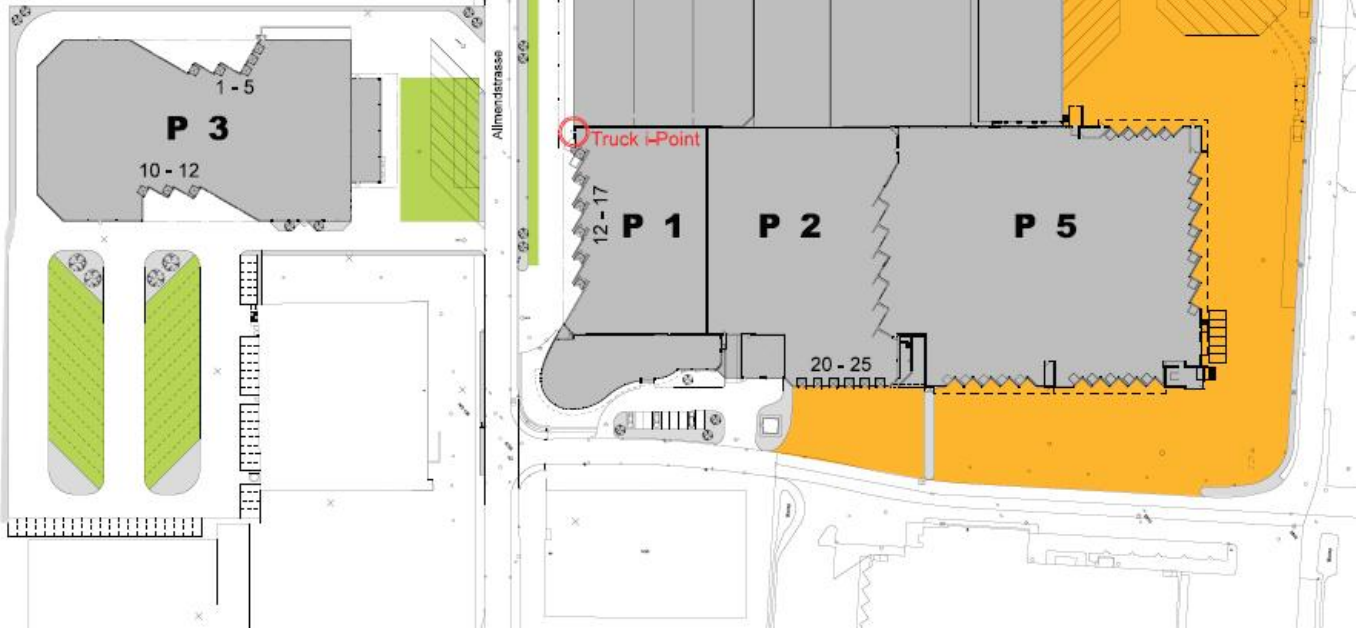 Allmendstrasse
1 - 5
P 3
10 - 12
Truck i-Point
12 - 17
P 1
P 2
P 5
20 - 25